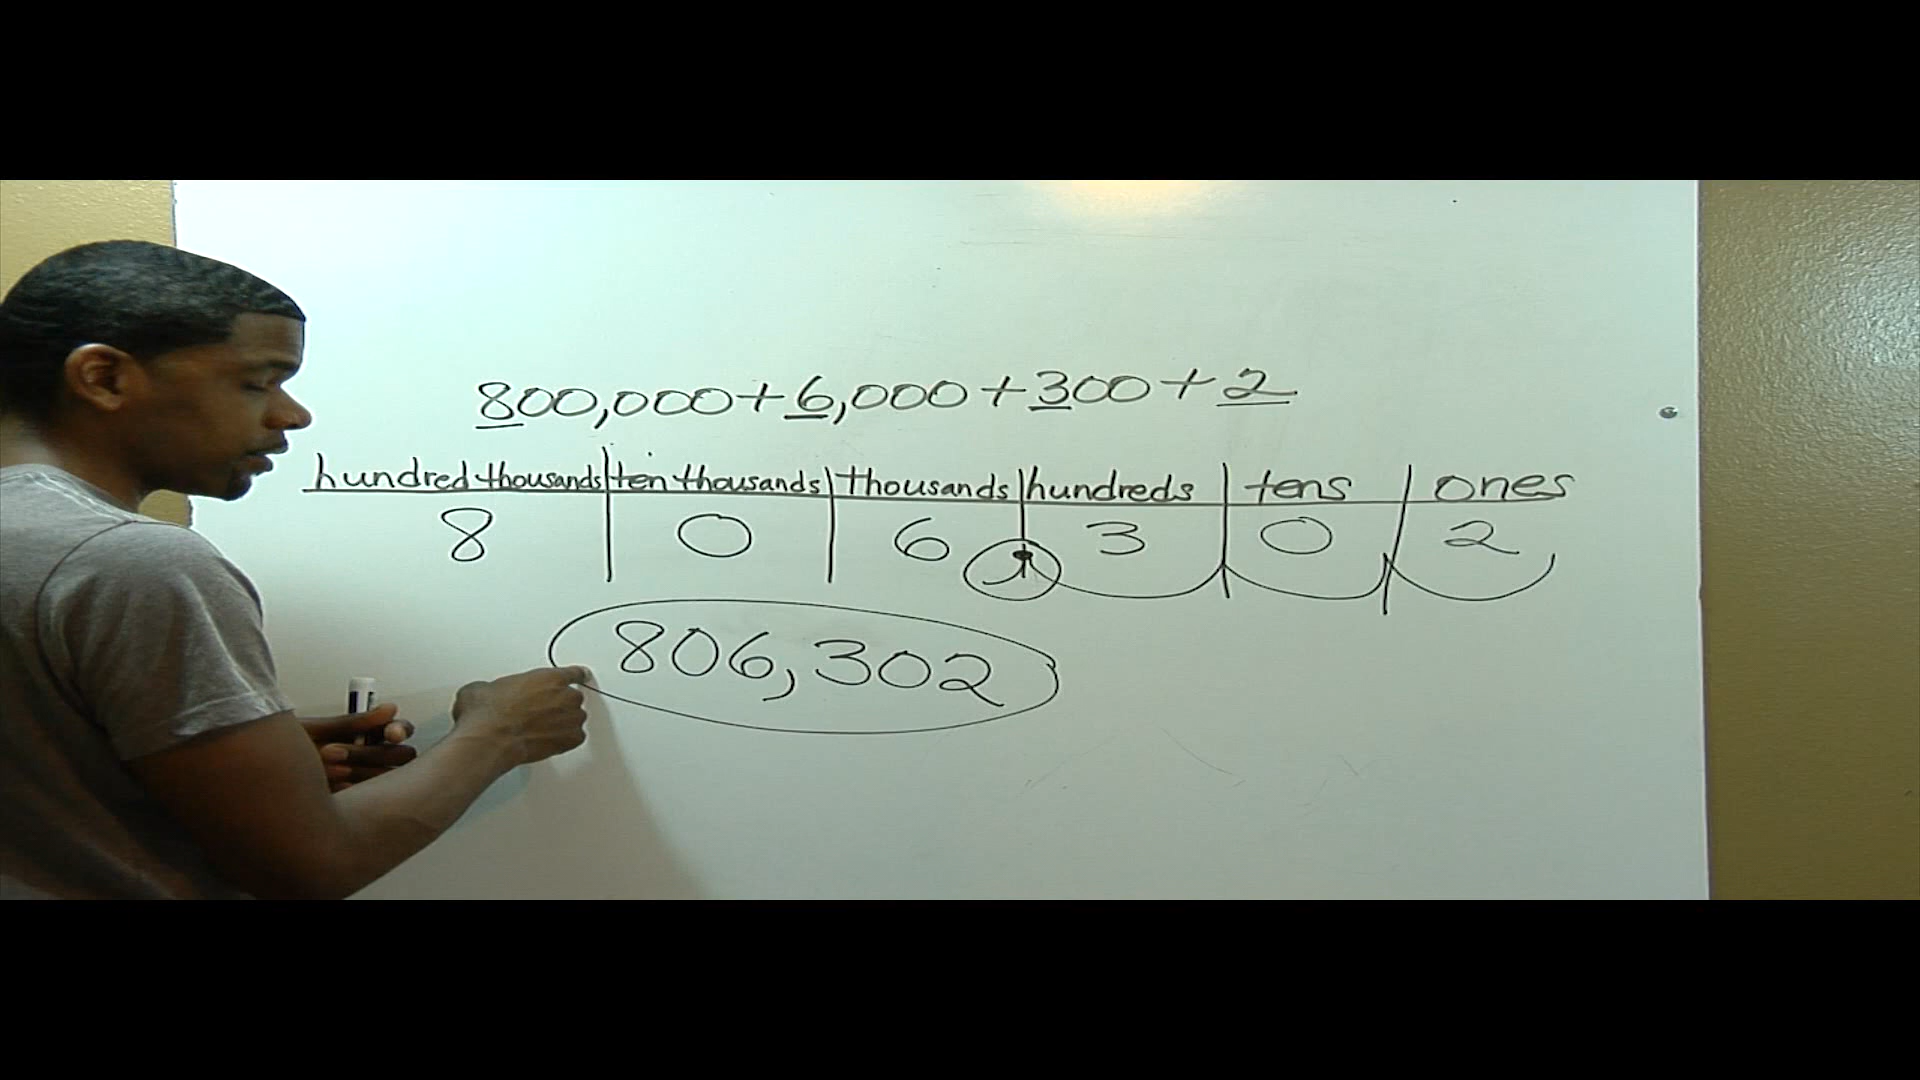 800,000+6,000+300+2
hundred thousands ten thousands thousands hundreds tens ones
8 0 6 3 0 2
806,302